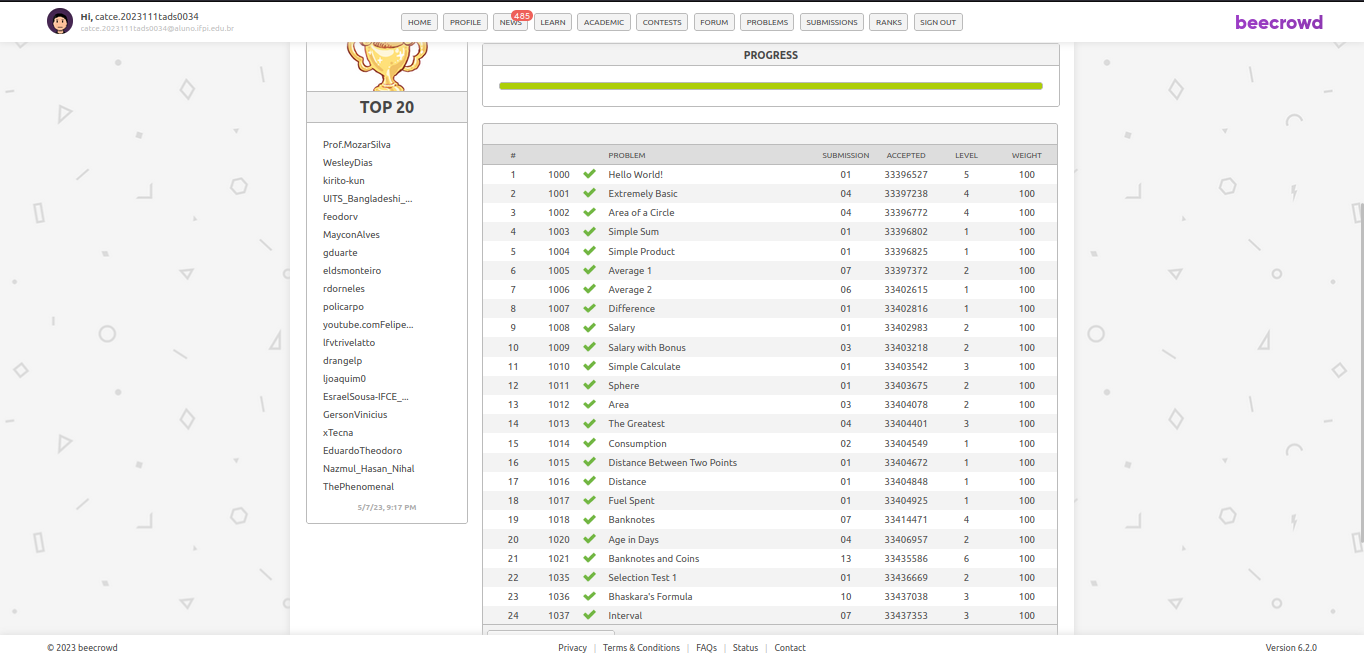 Hi, catce.2023111tads0034
catce.2023111tads0034@aluno.ifpi.edu.br
HOME PROFILE NEWS 485 LEARN ACADEMIC CONTESTS FORUM PROBLEMS SUBMISSIONS RANKS SIGN OUT
beecrowd
TOP 20
Prof.MozarSilva
WesleyDias
kirito-kun
UITS_Bangladeshi_...
feodorv
MayconAlves
gduarte
eldsmonteiro
rdorneles
policarpo
youtube.comFelipe...
lfvtrivelatto
drangelp
ljoaquim0
EsraelSousa-IFCE_...
GersonVinicius
xTecna
EduardoTheodoro
Nazmul_Hasan_Nihal
ThePhenomenal
5/7/23, 9:17 PM
PROGRESS
# PROBLEM SUBMISSION ACCEPTED LEVEL WEIGHT
1 1000 Hello World! 01 33396527 5 100
2 1001 Extremely Basic 04 33397238 4 100
3 1002 Area of a Circle 04 33396772 4 100
4 1003 Simple Sum 01 33396802 1 100
5 1004 Simple Product 01 33396825 1 100
6 1005 Average 1 07 33397372 2 100
7 1006 Average 2 06 33402615 1 100
8 1007 Difference 01 33402816 1 100
9 1008 Salary 01 33402983 2 100
10 1009 Salary with Bonus 03 33403218 2 100
11 1010 Simple Calculate 01 33403542 3 100
12 1011 Sphere 01 33403675 2 100
13 1012 Area 03 33404078 2 100
14 1013 The Greatest 04 33404401 3 100
15 1014 Consumption 02 33404549 1 100
16 1015 Distance Between Two Points 01 33404672 1 100
17 1016 Distance 01 33404848 1 100
18 1017 Fuel Spent 01 33404925 1 100
19 1018 Banknotes 07 33414471 4 100
20 1020 Age in Days 04 33406957 2 100
21 1021 Banknotes and Coins 13 33435586 6 100
22 1035 Selection Test 1 01 33436669 2 100
23 1036 Bhaskara's Formula 10 33437038 3 100
24 1037 Interval 07 33437353 3 100
© 2023 beecrowd
Privacy | Terms & Conditions | FAQs | Status | Contact
Version 6.2.0